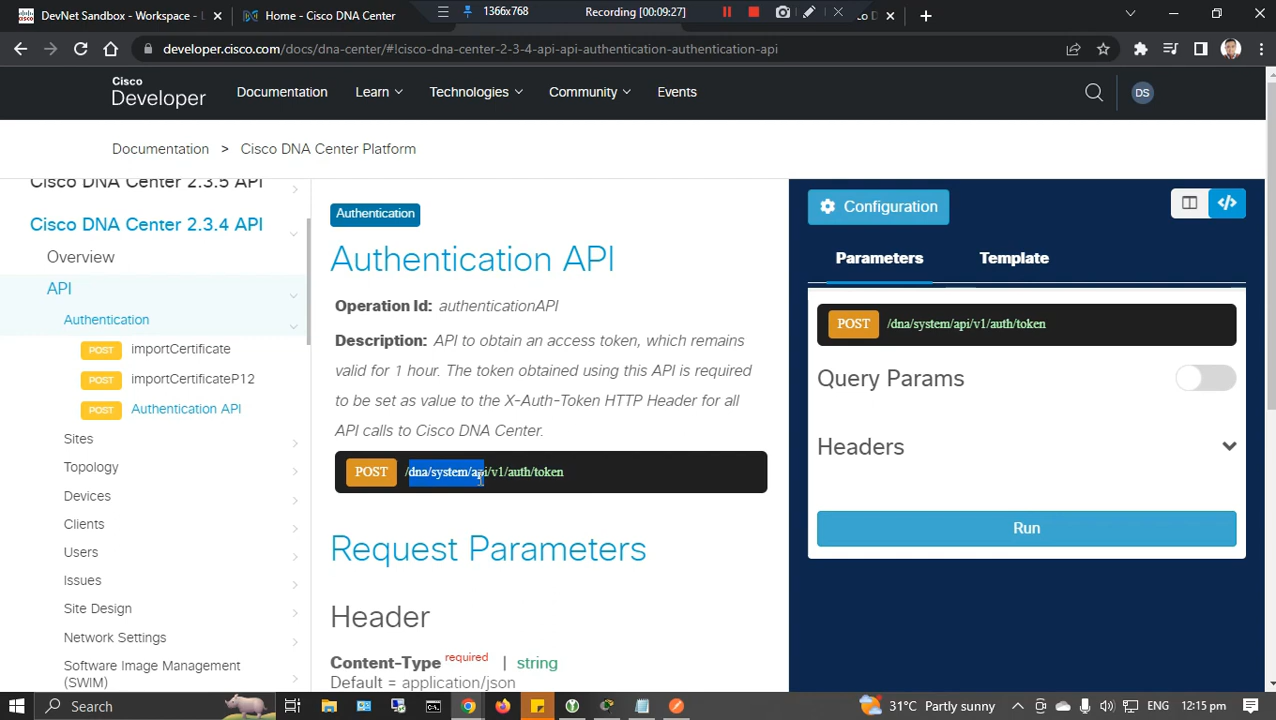 DevNet Sandbox - Workspace - L
Home - Cisco DNA Center
1366x768
Recording [00:09:27]
developer.cisco.com/docs/dna-center/#!cisco-dna-center-2-3-4-api-api-authentication-authentication-api
Cisco
Developer
Documentation
Learn
Technologies
Community
Events
DS
Documentation > Cisco DNA Center Platform
Cisco DNA Center 2.3.5 API
Cisco DNA Center 2.3.4 API
Overview
API
Authentication
POST importCertificate
POST importCertificateP12
POST Authentication API
Sites
Topology
Devices
Clients
Users
Issues
Site Design
Network Settings
Software Image Management
(SWIM)
Authentication
Authentication API
Operation Id: authenticationAPI
Description: API to obtain an access token, which remains
valid for 1 hour. The token obtained using this API is required
to be set as value to the X-Auth-Token HTTP Header for all
API calls to Cisco DNA Center.
POST /dna/system/api/v1/auth/token
Request Parameters
Header
Content-Type required | string
Default = application/json
Configuration
Parameters
Template
POST /dna/system/api/v1/auth/token
Query Params
Headers
Run
Search
31°C Partly sunny
ENG
12:15 pm